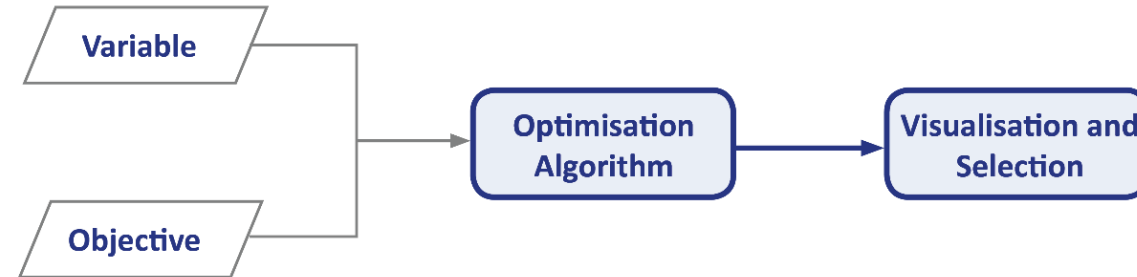 Variable
Optimisation
Algorithm
Visualisation and
Selection
Objective